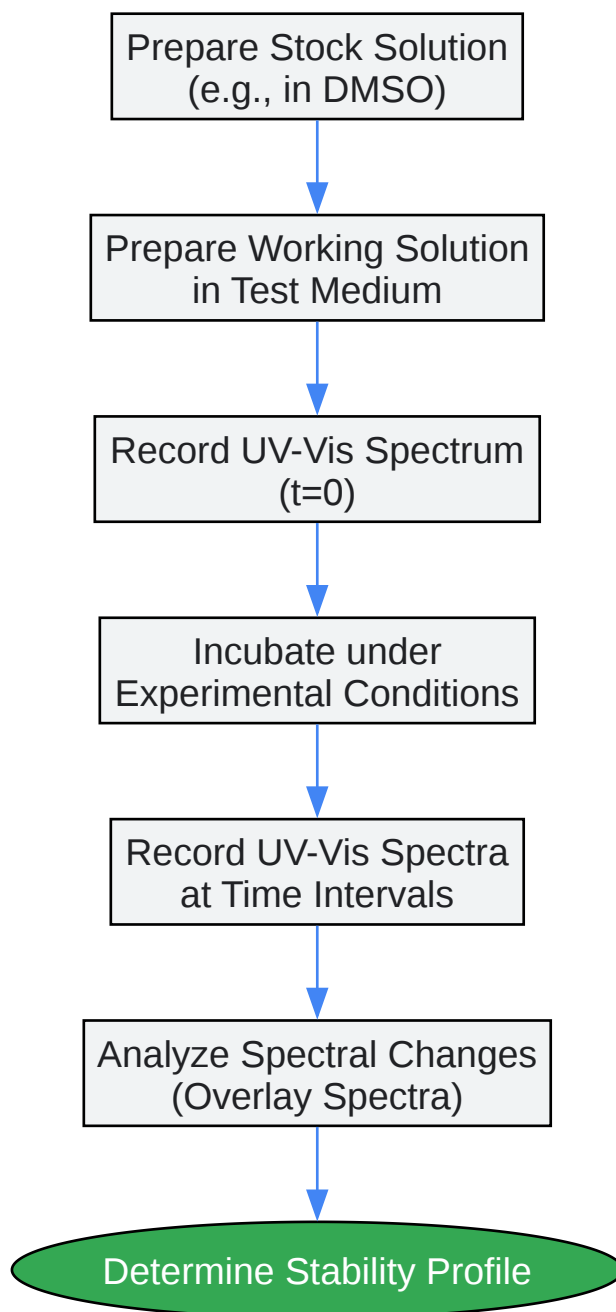 Prepare Stock Solution
(e.g., in DMSO)
Prepare Working Solution
in Test Medium
Record UV-Vis Spectrum
(t=0)
Incubate under
Experimental Conditions
Record UV-Vis Spectra
at Time Intervals
Analyze Spectral Changes
(Overlay Spectra)
Determine Stability Profile